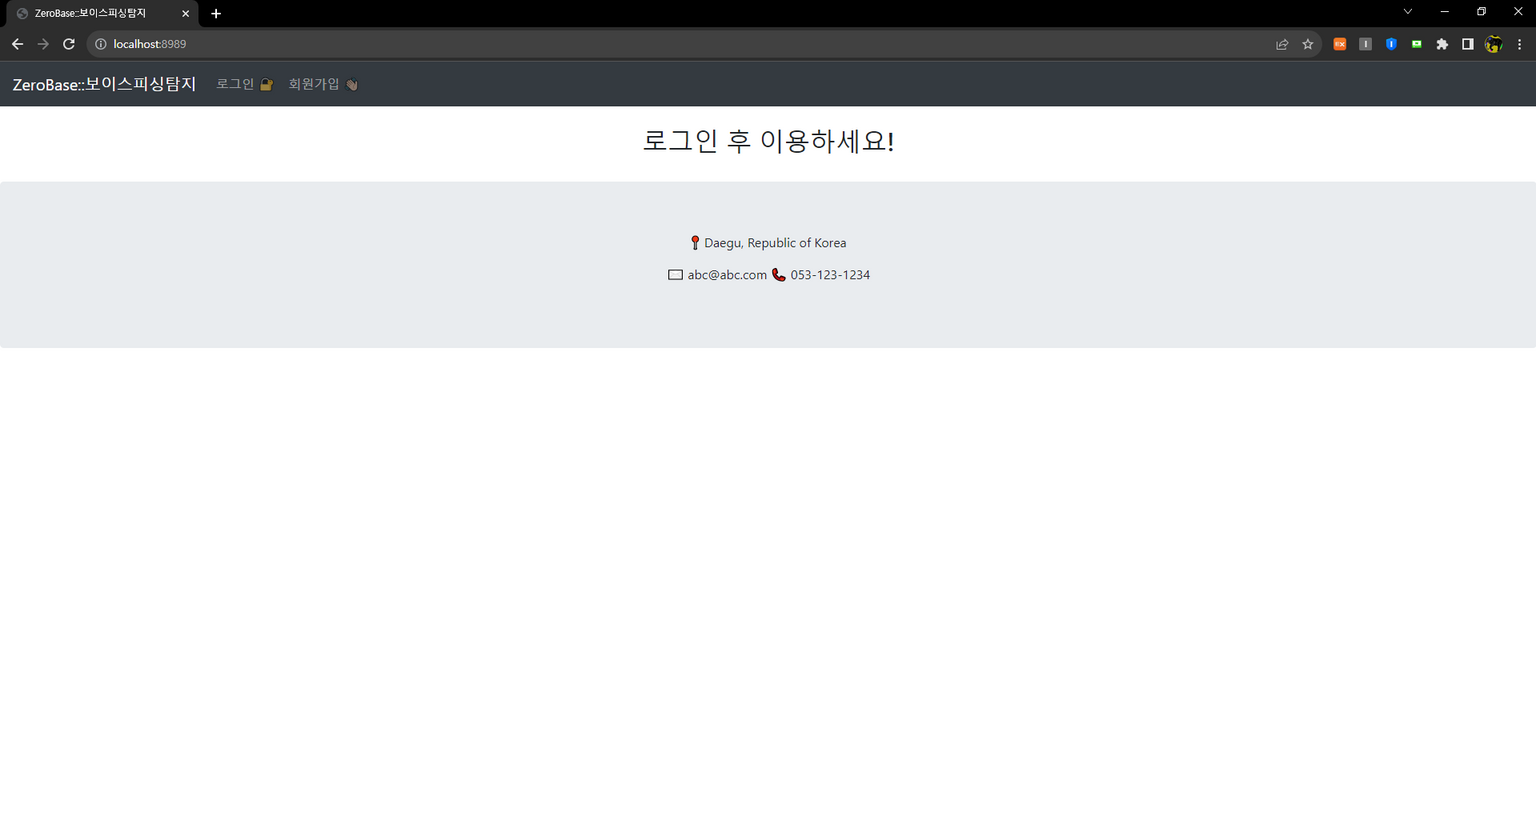 ZeroBase::보이스피싱탐지
localhost:8989
ZeroBase::보이스피싱탐지 로그인 🔐 회원가입 👋🏽
로그인 후 이용하세요!
📍 Daegu, Republic of Korea
✉ abc@abc.com 📞 053-123-1234